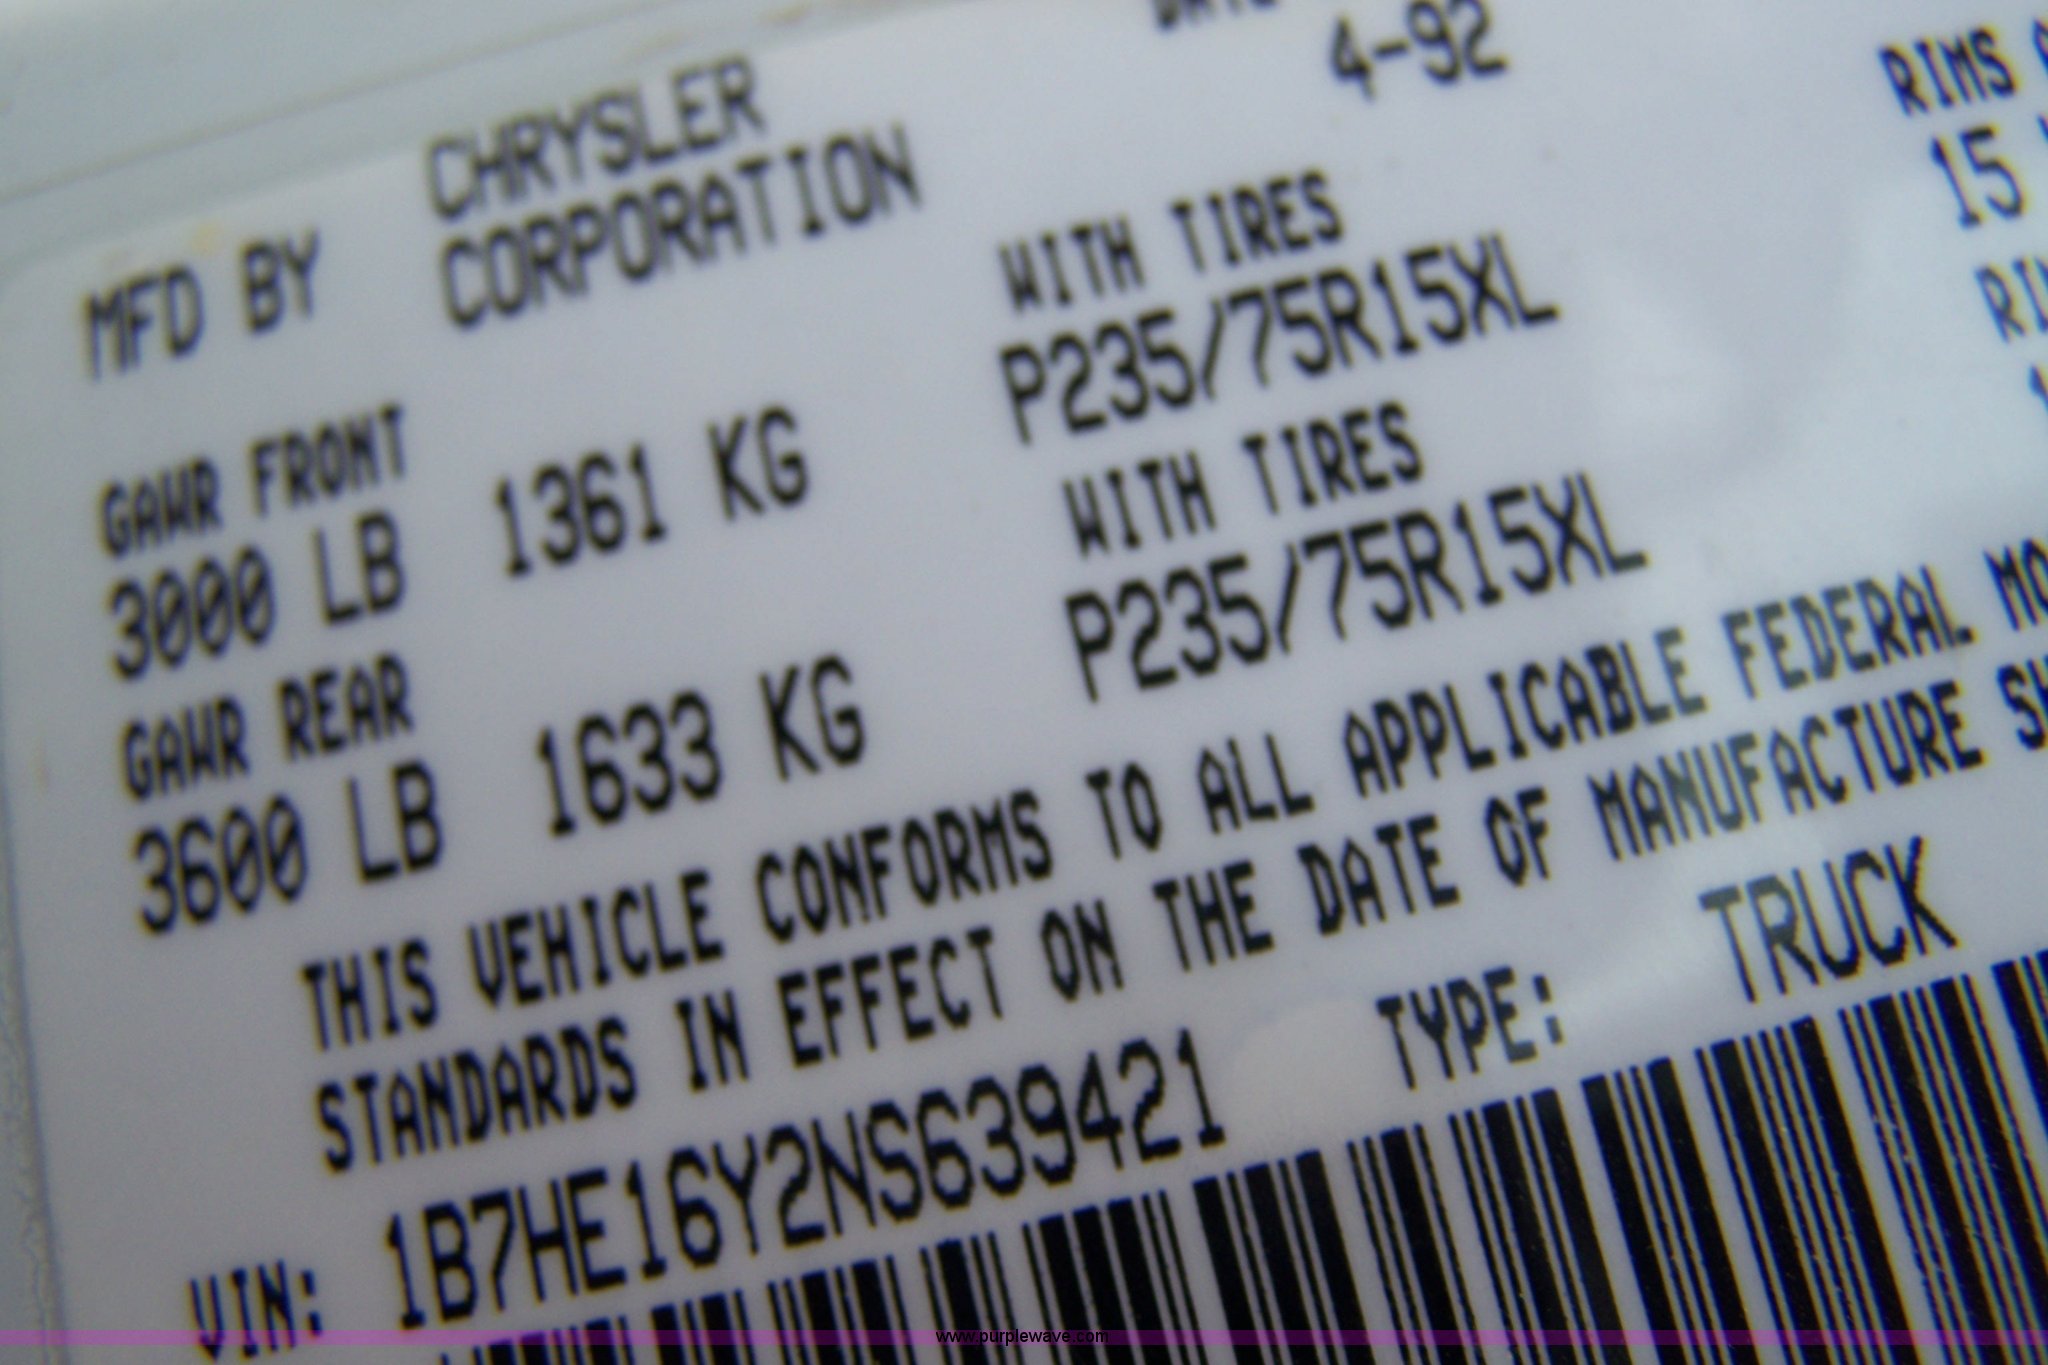 4-92
MFD BY CHRYSLER
CORPORATION
RIMS
15
GAWR FRONT WITH TIRES
3000 LB 1361 KG P235/75R15XL
GAWR REAR WITH TIRES
3600 LB 1633 KG P235/75R15XL
THIS VEHICLE CONFORMS TO ALL APPLICABLE FEDERAL
STANDARDS IN EFFECT ON THE DATE OF MANUFACTURE
VIN: 1B7HE16Y2NS639421 TYPE: TRUCK
www.purplewave.com